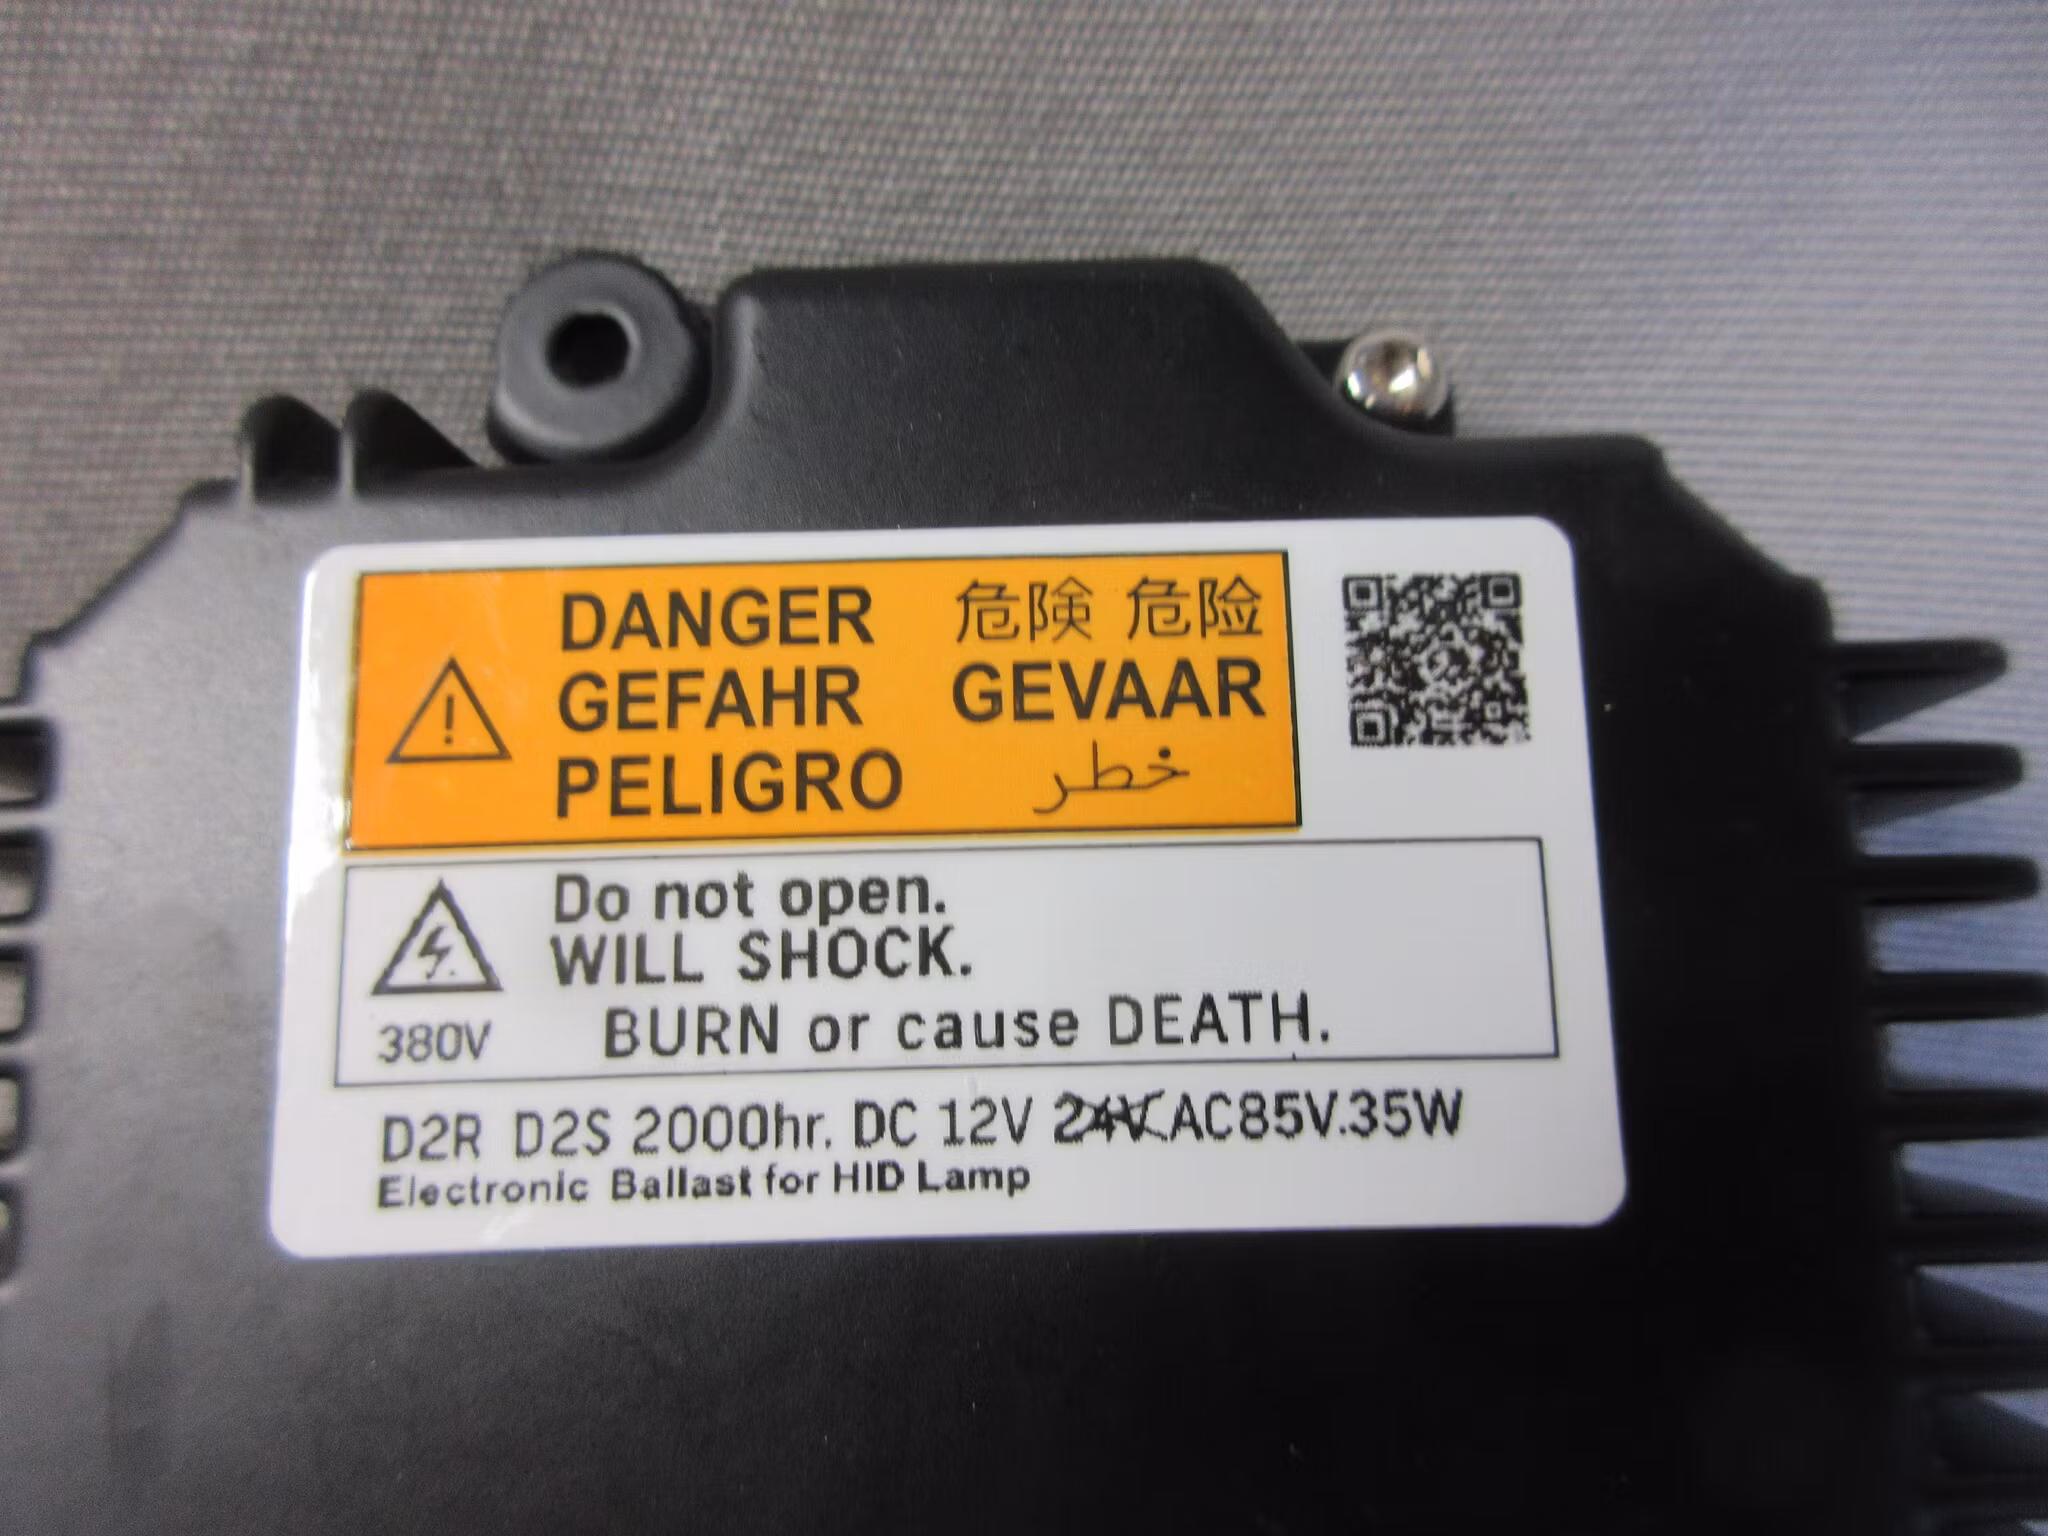 DANGER 危険 危险
GEFAHR GEVAAR
PELIGRO خطر
Do not open.
WILL SHOCK.
380V BURN or cause DEATH.
D2R D2S 2000hr. DC 12V 24V AC85V.35W
Electronic Ballast for HID Lamp